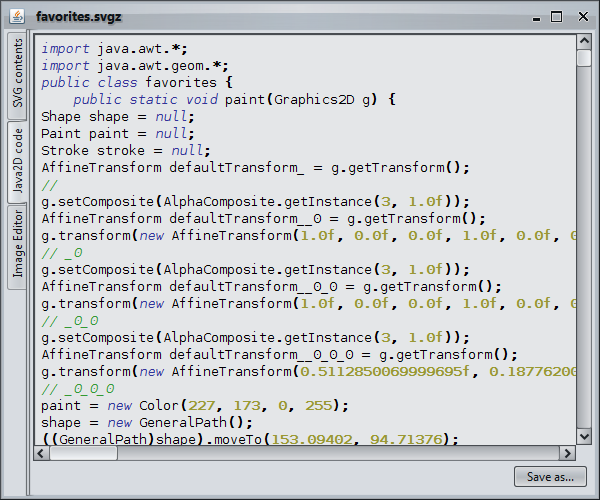 favorites.svgz
SVG contents
Java2D code
Image Editor
import java.awt.*;
import java.awt.geom.*;
public class favorites {
    public static void paint(Graphics2D g) {
Shape shape = null;
Paint paint = null;
Stroke stroke = null;
AffineTransform defaultTransform_ = g.getTransform();
//
g.setComposite(AlphaComposite.getInstance(3, 1.0f));
AffineTransform defaultTransform__0 = g.getTransform();
g.transform(new AffineTransform(1.0f, 0.0f, 0.0f, 1.0f, 0.0f, 0
// _0
g.setComposite(AlphaComposite.getInstance(3, 1.0f));
AffineTransform defaultTransform__0_0 = g.getTransform();
g.transform(new AffineTransform(1.0f, 0.0f, 0.0f, 1.0f, 0.0f, 0
// _0_0
g.setComposite(AlphaComposite.getInstance(3, 1.0f));
AffineTransform defaultTransform__0_0_0 = g.getTransform();
g.transform(new AffineTransform(0.5112850069999695f, 0.18776200
// _0_0_0
paint = new Color(227, 173, 0, 255);
shape = new GeneralPath();
((GeneralPath)shape).moveTo(153.09402, 94.71376);
Save as...